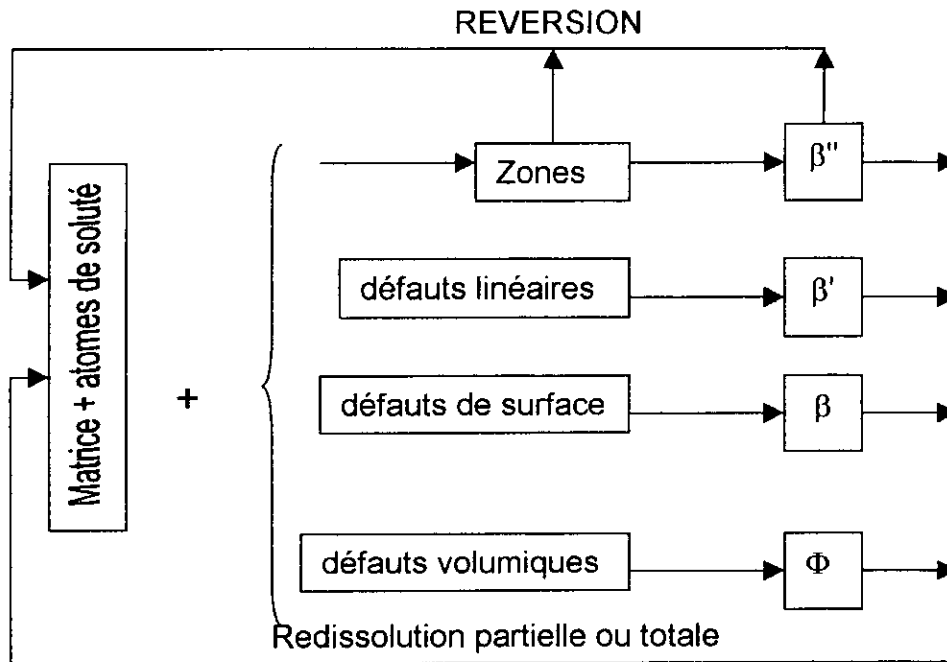 REVERSION
Matrice + atomes de soluté
+
Zones
β"
défauts linéaires
β'
défauts de surface
β
défauts volumiques
Φ
Redissolution partielle ou totale